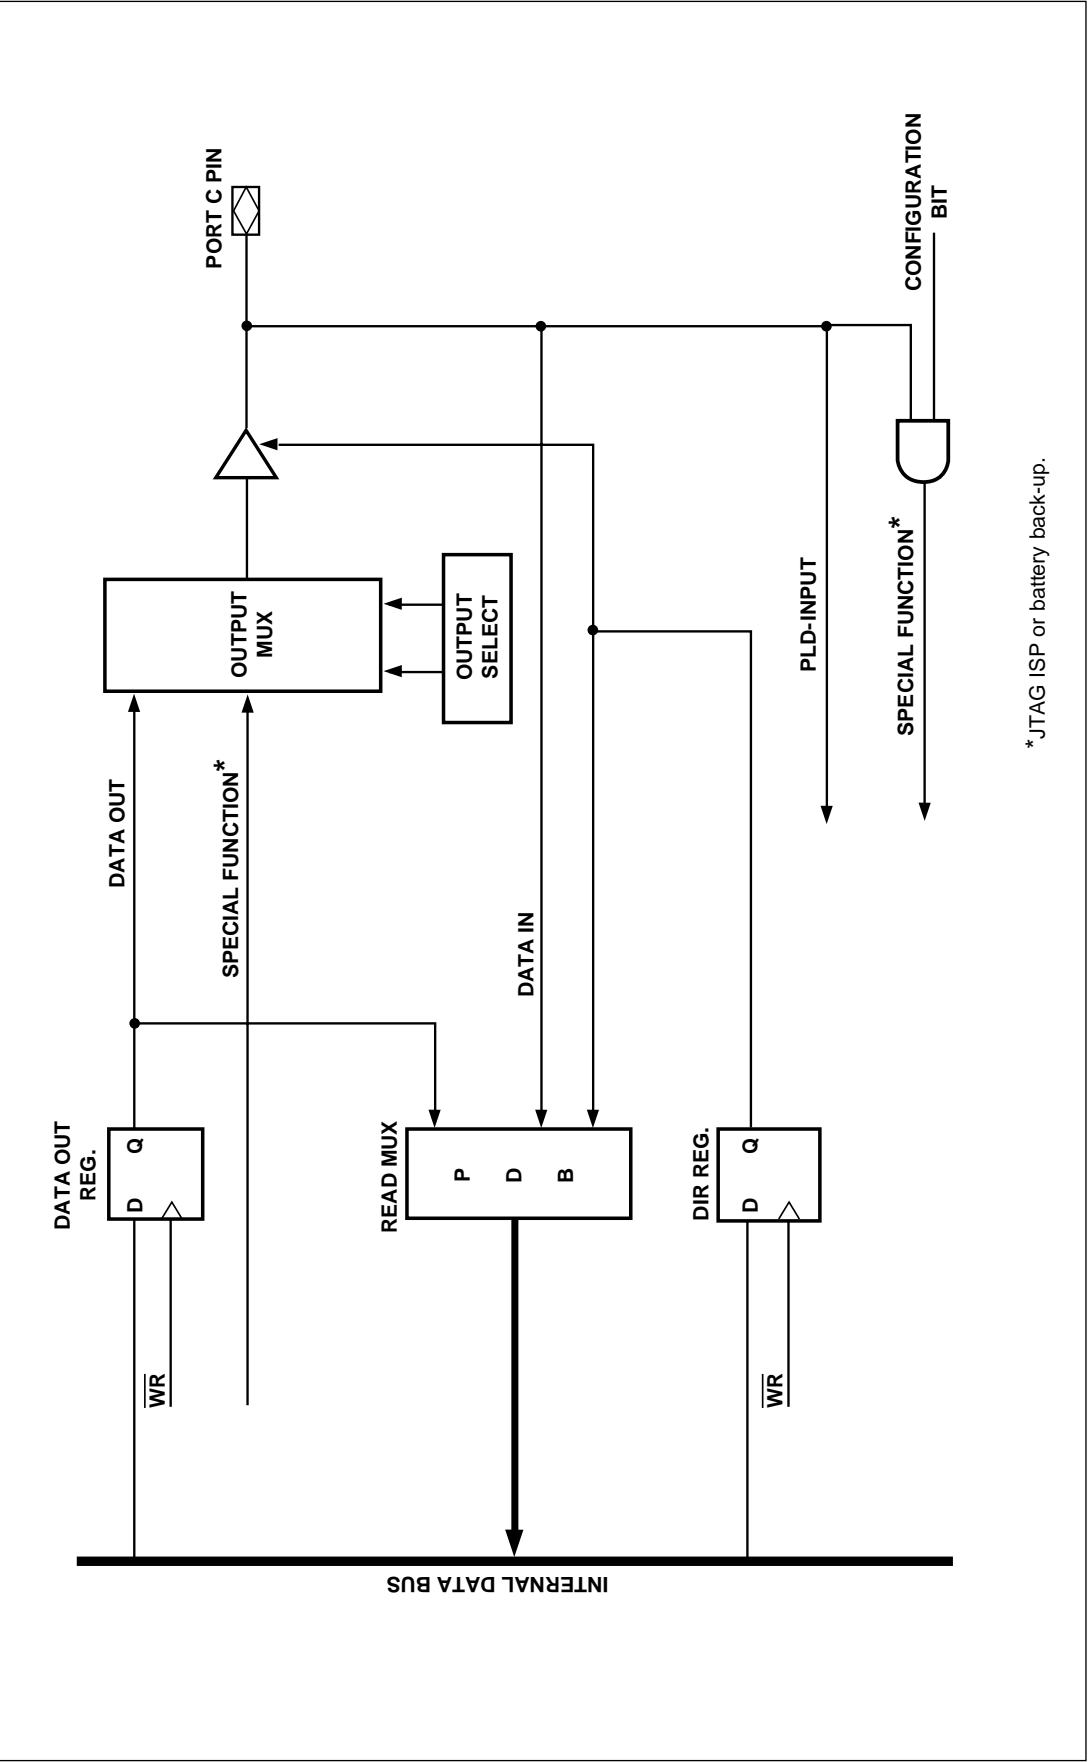 DATA OUT
REG.
D
Q
WR
DATA OUT
SPECIAL FUNCTION*
OUTPUT
MUX
PORT C PIN
OUTPUT
SELECT
READ MUX
P
D
B
DATA IN
DIR REG.
D
Q
WR
PLD-INPUT
SPECIAL FUNCTION*
CONFIGURATION
BIT
INTERNAL DATA BUS
*JTAG ISP or battery back-up.